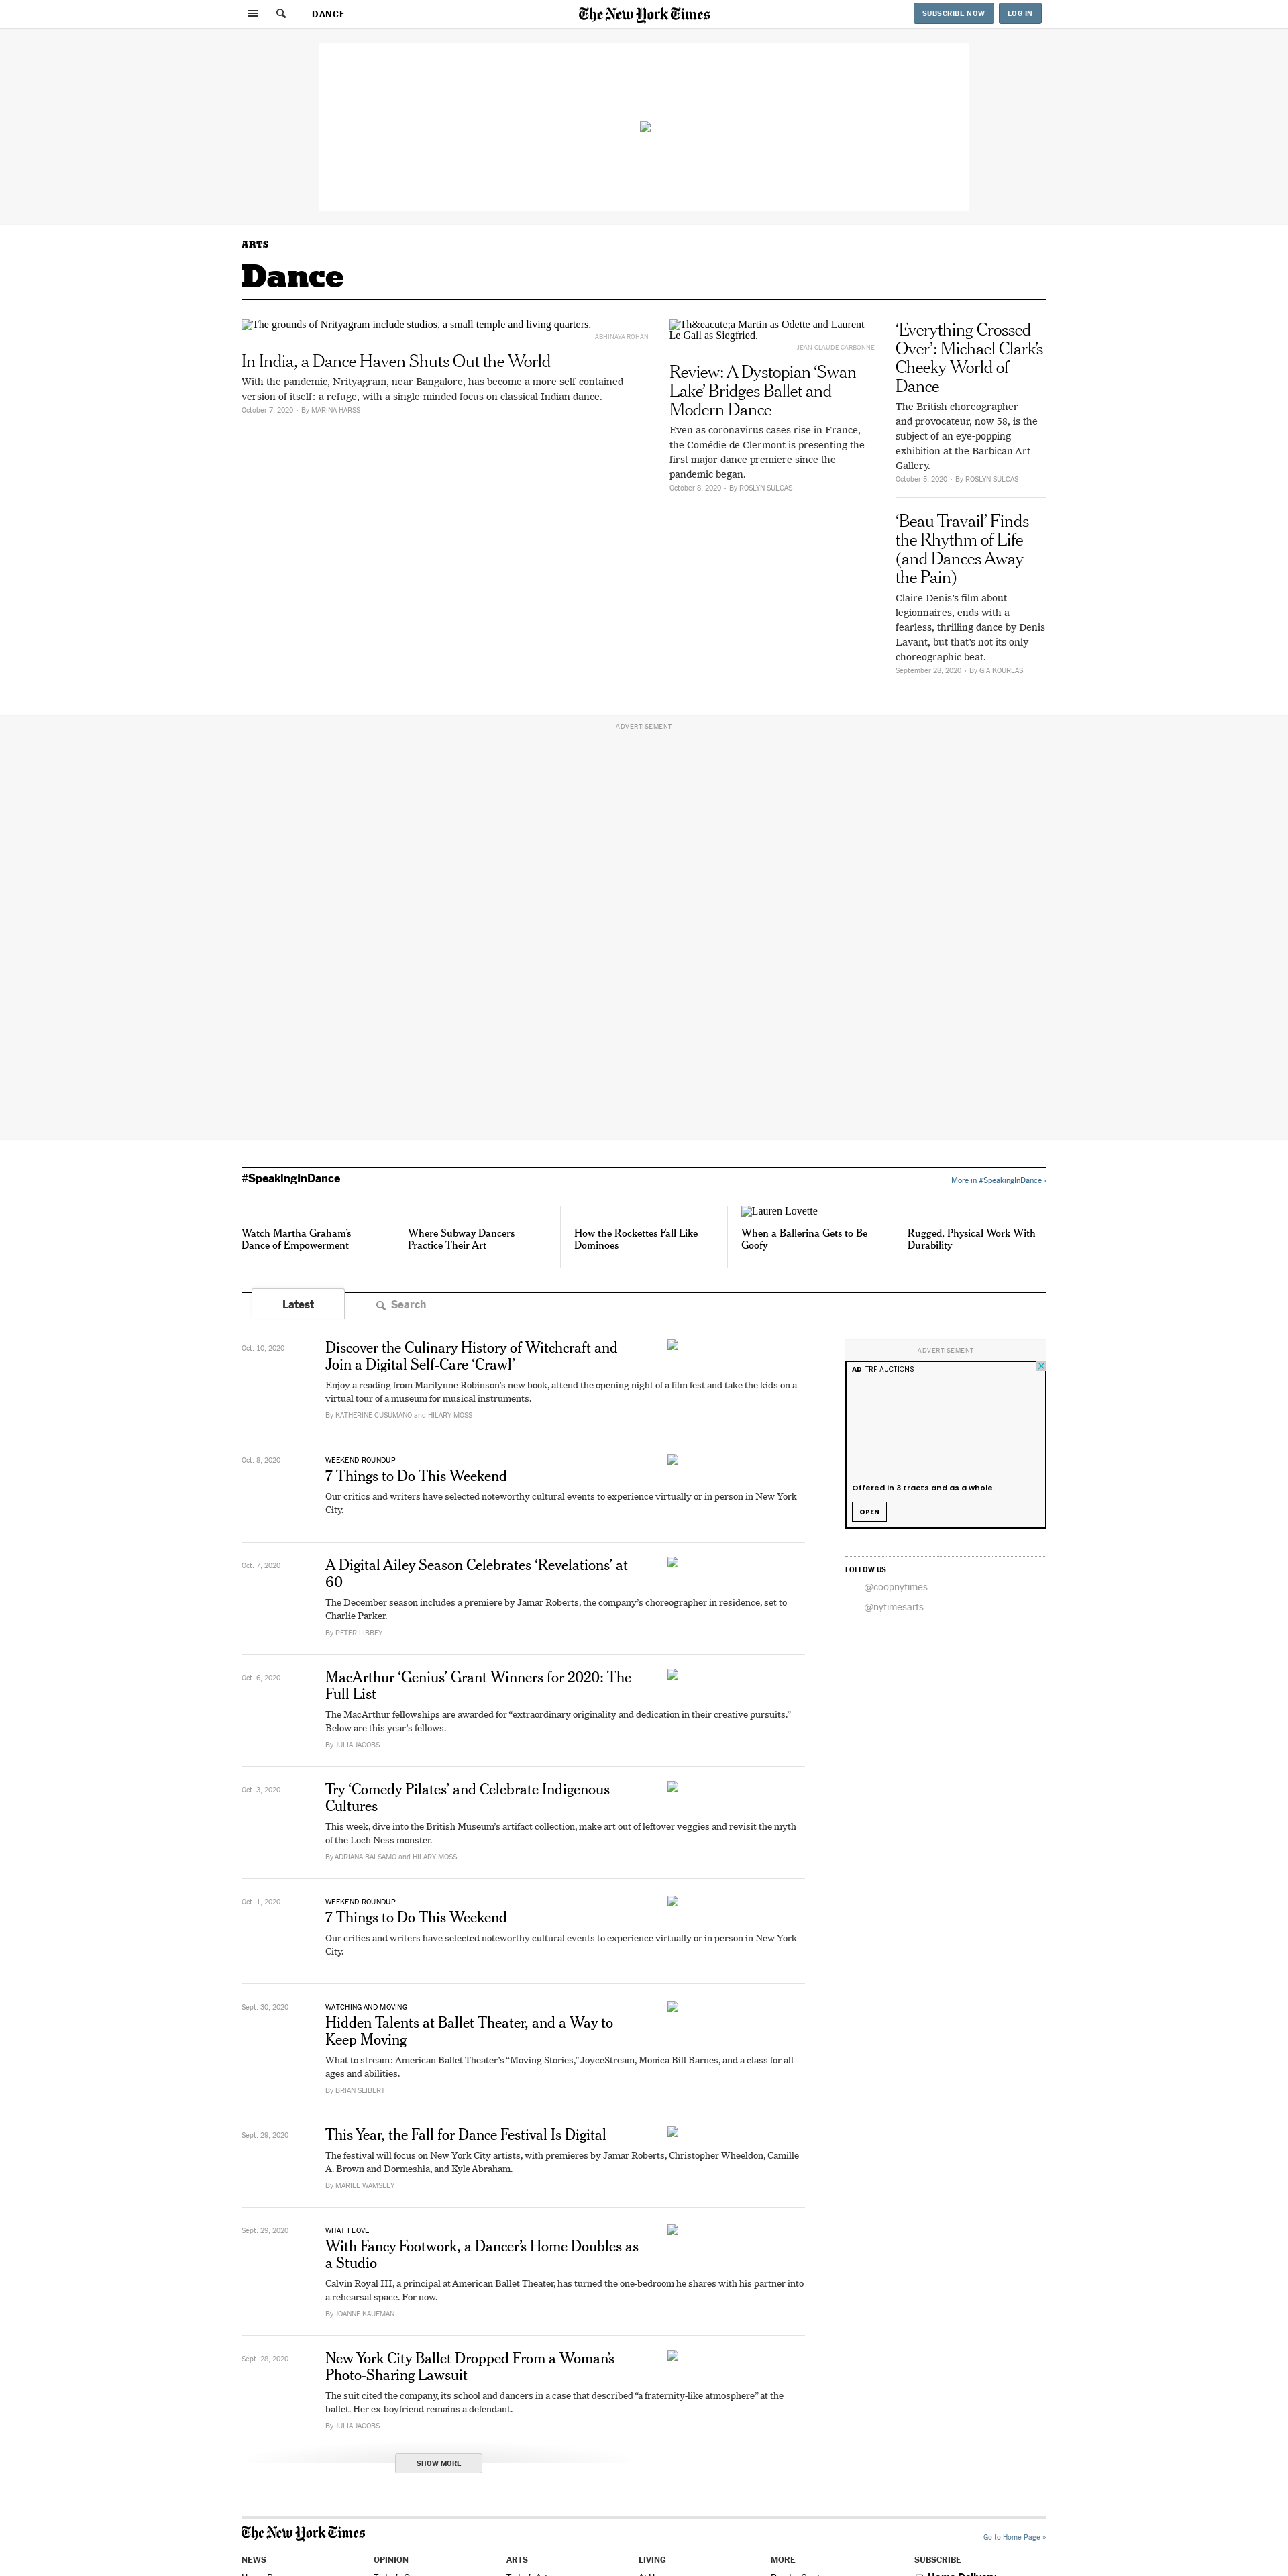 DANCE
The New York Times
SUBSCRIBE NOW
LOG IN
ARTS
Dance
The grounds of Nrityagram include studios, a small temple and living quarters.
ABHINAYA ROHAN
In India, a Dance Haven Shuts Out the World
With the pandemic, Nrityagram, near Bangalore, has become a more self-contained
version of itself: a refuge, with a single-minded focus on classical Indian dance.
October 7, 2020 • By MARINA HARSS
Th&eacute;a Martin as Odette and Laurent
Le Gall as Siegfried.
JEAN-CLAUDE CARBONNE
Review: A Dystopian ‘Swan
Lake’ Bridges Ballet and
Modern Dance
Even as coronavirus cases rise in France,
the Comédie de Clermont is presenting the
first major dance premiere since the
pandemic began.
October 8, 2020 • By ROSLYN SULCAS
‘Everything Crossed
Over’: Michael Clark’s
Cheeky World of
Dance
The British choreographer
and provocateur, now 58, is the
subject of an eye-popping
exhibition at the Barbican Art
Gallery.
October 5, 2020 • By ROSLYN SULCAS
‘Beau Travail’ Finds
the Rhythm of Life
(and Dances Away
the Pain)
Claire Denis’s film about
legionnaires, ends with a
fearless, thrilling dance by Denis
Lavant, but that’s not its only
choreographic beat.
September 28, 2020 • By GIA KOURLAS
ADVERTISEMENT
#SpeakingInDance
More in #SpeakingInDance ›
Watch Martha Graham’s
Dance of Empowerment
Where Subway Dancers
Practice Their Art
How the Rockettes Fall Like
Dominoes
Lauren Lovette
When a Ballerina Gets to Be
Goofy
Rugged, Physical Work With
Durability
Latest
Search
Oct. 10, 2020
Discover the Culinary History of Witchcraft and
Join a Digital Self-Care ‘Crawl’
Enjoy a reading from Marilynne Robinson’s new book, attend the opening night of a film fest and take the kids on a
virtual tour of a museum for musical instruments.
By KATHERINE CUSUMANO and HILARY MOSS
Oct. 8, 2020
WEEKEND ROUNDUP
7 Things to Do This Weekend
Our critics and writers have selected noteworthy cultural events to experience virtually or in person in New York
City.
Oct. 7, 2020
A Digital Ailey Season Celebrates ‘Revelations’ at
60
The December season includes a premiere by Jamar Roberts, the company’s choreographer in residence, set to
Charlie Parker.
By PETER LIBBEY
Oct. 6, 2020
MacArthur ‘Genius’ Grant Winners for 2020: The
Full List
The MacArthur fellowships are awarded for “extraordinary originality and dedication in their creative pursuits.”
Below are this year’s fellows.
By JULIA JACOBS
Oct. 3, 2020
Try ‘Comedy Pilates’ and Celebrate Indigenous
Cultures
This week, dive into the British Museum’s artifact collection, make art out of leftover veggies and revisit the myth
of the Loch Ness monster.
By ADRIANA BALSAMO and HILARY MOSS
Oct. 1, 2020
WEEKEND ROUNDUP
7 Things to Do This Weekend
Our critics and writers have selected noteworthy cultural events to experience virtually or in person in New York
City.
Sept. 30, 2020
WATCHING AND MOVING
Hidden Talents at Ballet Theater, and a Way to
Keep Moving
What to stream: American Ballet Theater’s “Moving Stories,” JoyceStream, Monica Bill Barnes, and a class for all
ages and abilities.
By BRIAN SEIBERT
Sept. 29, 2020
This Year, the Fall for Dance Festival Is Digital
The festival will focus on New York City artists, with premieres by Jamar Roberts, Christopher Wheeldon, Camille
A. Brown and Dormeshia, and Kyle Abraham.
By MARIEL WAMSLEY
Sept. 29, 2020
WHAT I LOVE
With Fancy Footwork, a Dancer’s Home Doubles as
a Studio
Calvin Royal III, a principal at American Ballet Theater, has turned the one-bedroom he shares with his partner into
a rehearsal space. For now.
By JOANNE KAUFMAN
Sept. 28, 2020
New York City Ballet Dropped From a Woman’s
Photo-Sharing Lawsuit
The suit cited the company, its school and dancers in a case that described “a fraternity-like atmosphere” at the
ballet. Her ex-boyfriend remains a defendant.
By JULIA JACOBS
SHOW MORE
ADVERTISEMENT
AD TRF AUCTIONS
Offered in 3 tracts and as a whole.
OPEN
FOLLOW US
@coopnytimes
@nytimesarts
The New York Times
Go to Home Page »
NEWS
OPINION
ARTS
LIVING
MORE
SUBSCRIBE